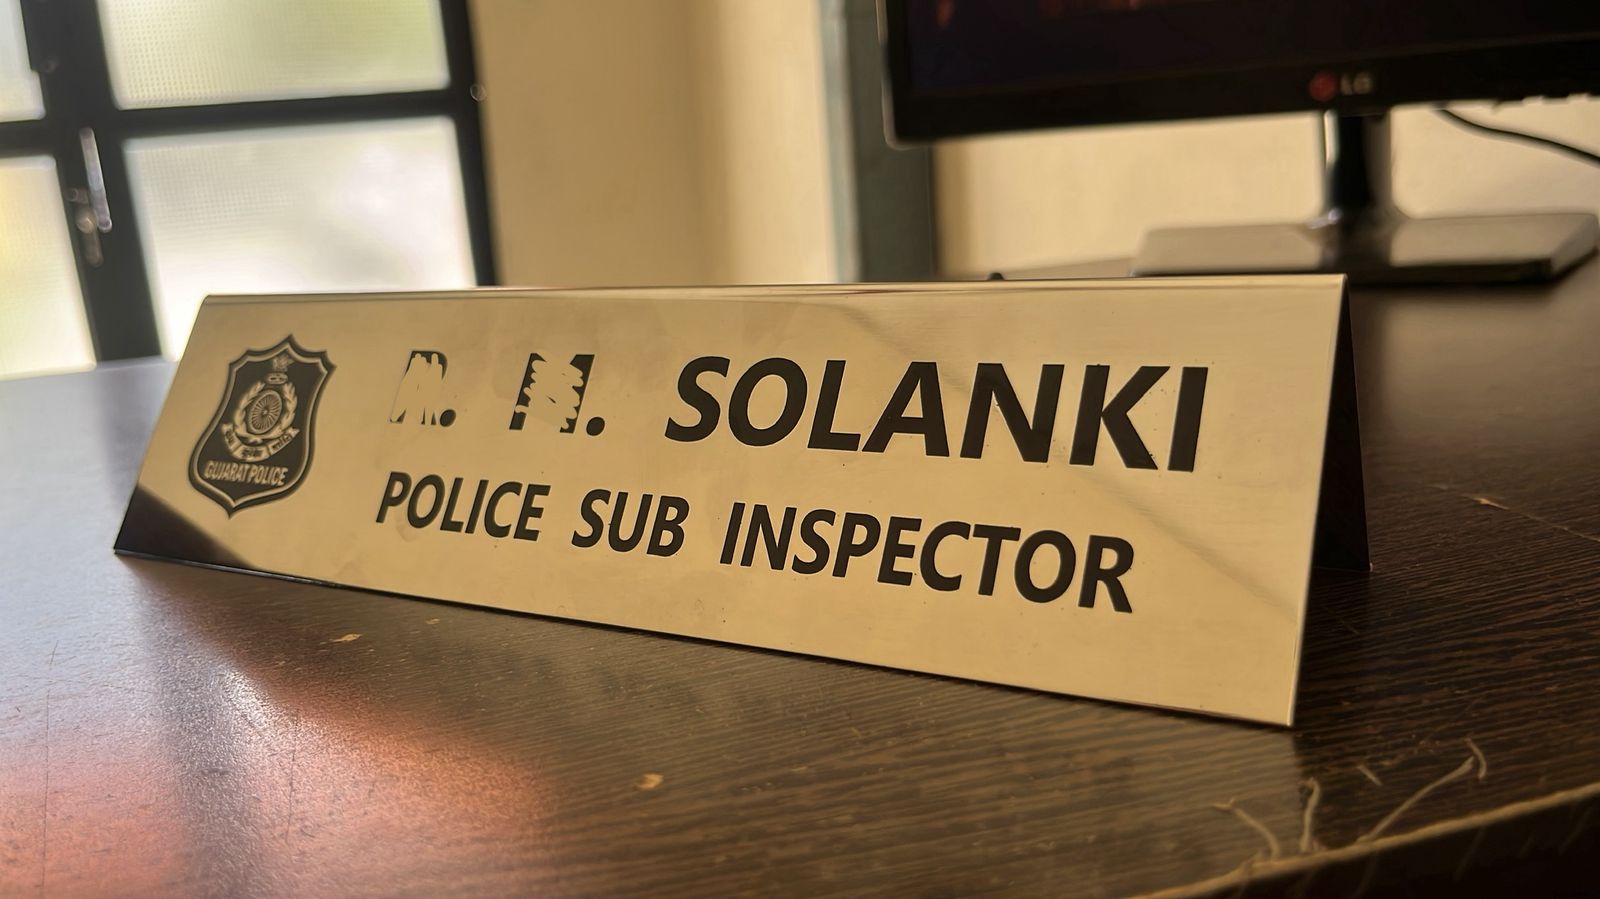 SOLANKI
POLICE SUB INSPECTOR
GUJARAT POLICE
LG